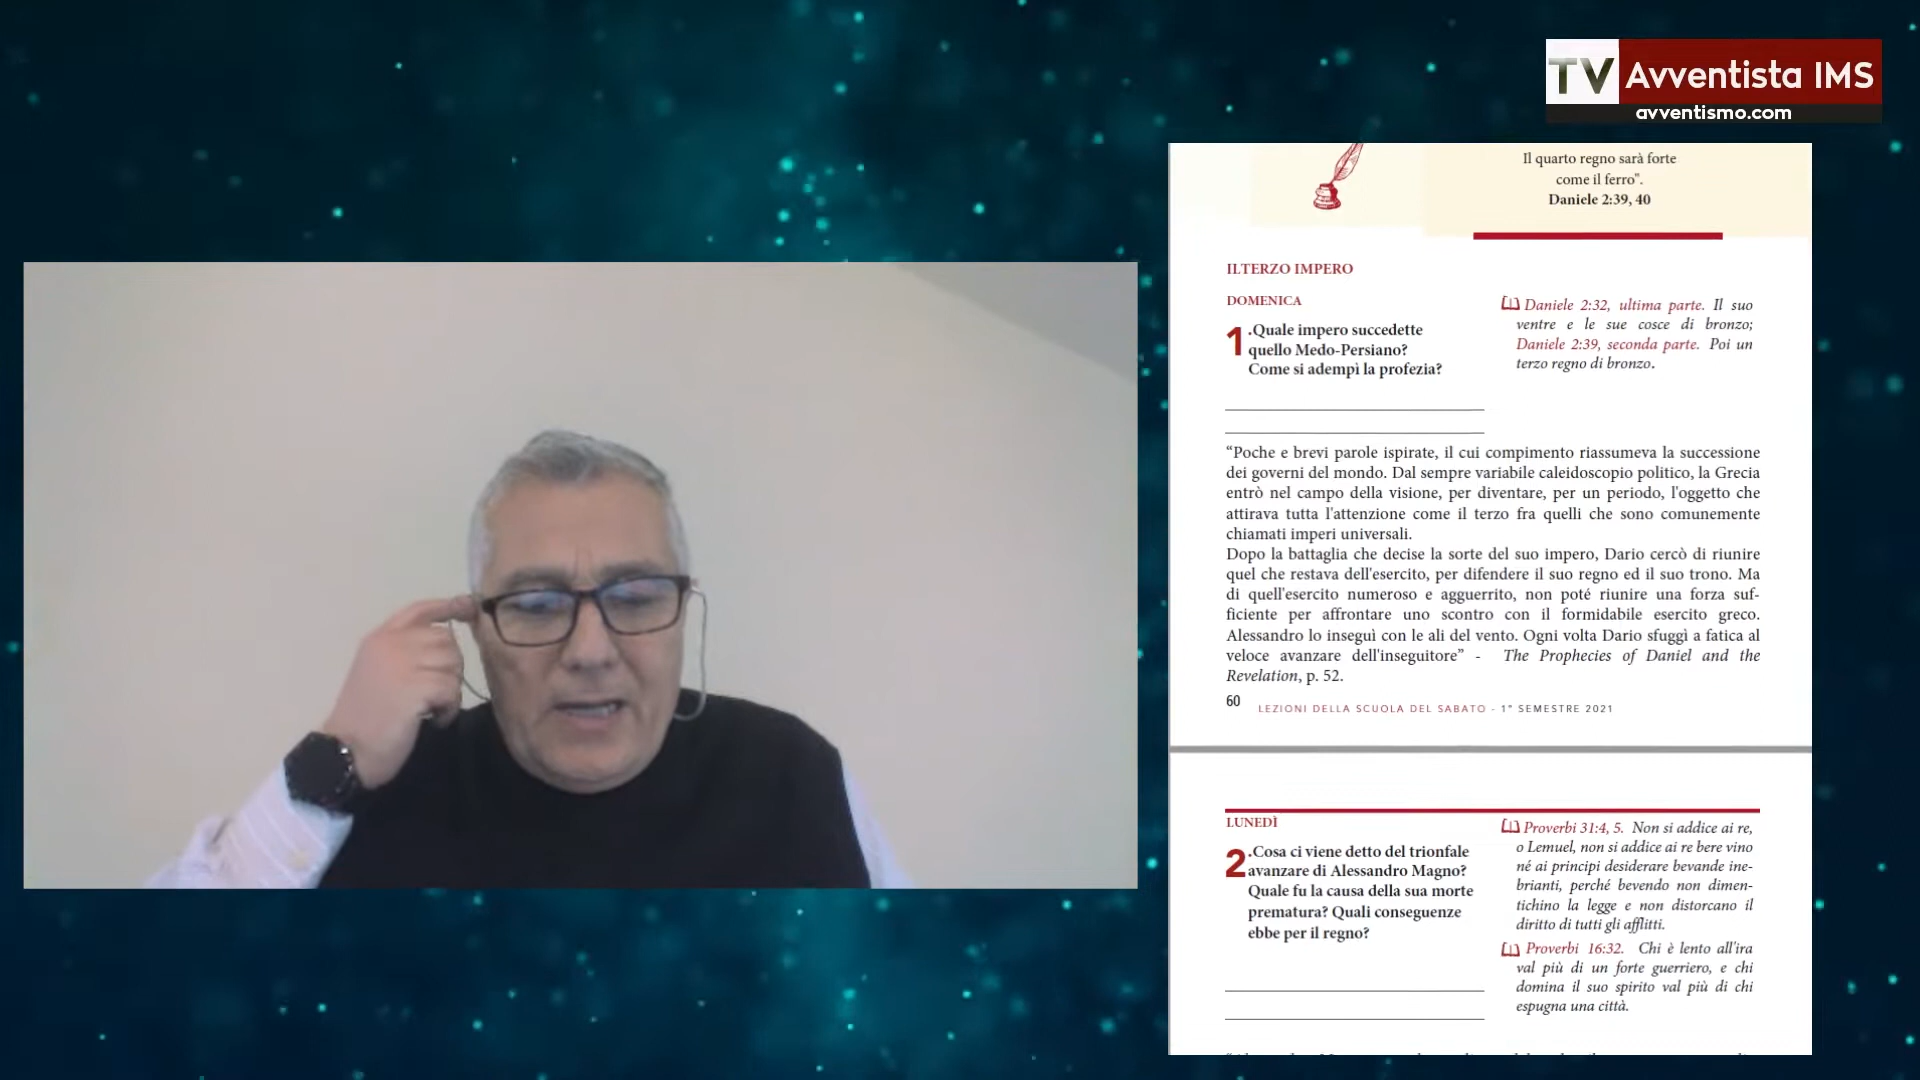 TV Avventista IMS
avventismo.com
Il quarto regno sarà forte
come il ferro".
Daniele 2:39, 40
IL TERZO IMPERO
DOMENICA
1.Quale impero succedette
quello Medo-Persiano?
Come si adempì la profezia?
Daniele 2:32, ultima parte. Il suo
ventre e le sue cosce di bronzo;
Daniele 2:39, seconda parte. Poi un
terzo regno di bronzo.
“Poche e brevi parole ispirate, il cui compimento riassumeva la successione
dei governi del mondo. Dal sempre variabile caleidoscopio politico, la Grecia
entrò nel campo della visione, per diventare, per un periodo, l'oggetto che
attirava tutta l'attenzione come il terzo fra quelli che sono comunemente
chiamati imperi universali.
Dopo la battaglia che decise la sorte del suo impero, Dario cercò di riunire
quel che restava dell'esercito, per difendere il suo regno ed il suo trono. Ma
di quell'esercito numeroso e agguerrito, non poté riunire una forza suf-
ficiente per affrontare uno scontro con il formidabile esercito greco.
Alessandro lo inseguì con le ali del vento. Ogni volta Dario sfuggì a fatica al
veloce avanzare dell'inseguitore” - The Prophecies of Daniel and the
Revelation, p. 52.
60 LEZIONI DELLA SCUOLA DEL SABATO - 1° SEMESTRE 2021
LUNEDÌ
2.Cosa ci viene detto del trionfale
avanzare di Alessandro Magno?
Quale fu la causa della sua morte
prematura? Quali conseguenze
ebbe per il regno?
Proverbi 31:4, 5. Non si addice ai re,
o Lemuel, non si addice ai re bere vino
né ai principi desiderare bevande ine-
brianti, perché bevendo non dimen-
tichino la legge e non distorcano il
diritto di tutti gli afflitti.
Proverbi 16:32. Chi è lento all'ira
val più di un forte guerriero, e chi
domina il suo spirito val più di chi
espugna una città.